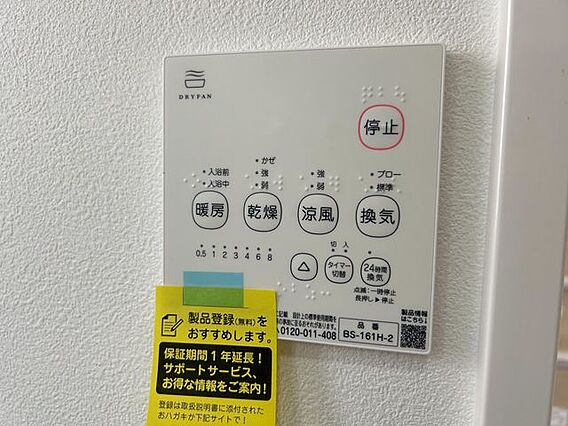 DRYFAN
停止
・入浴前
・入浴中
・かぜ
・強
・弱
・強
・弱
・ブロー
・標準
暖房
乾燥
涼風
換気
0.5 1 2 3 4 6 8
切 入
△
タイマー
切替
24時間
換気
点滅:一時停止
長押し▶停止
製品情報
はこちら↓
0120-011-408
品番
BS-161H-2
製品登録(無料)を
おすすめします。
保証期間1年延長!
サポートサービス、
お得な情報をご案内!
登録は取扱説明書に添付された
おハガキか下記サイトで!